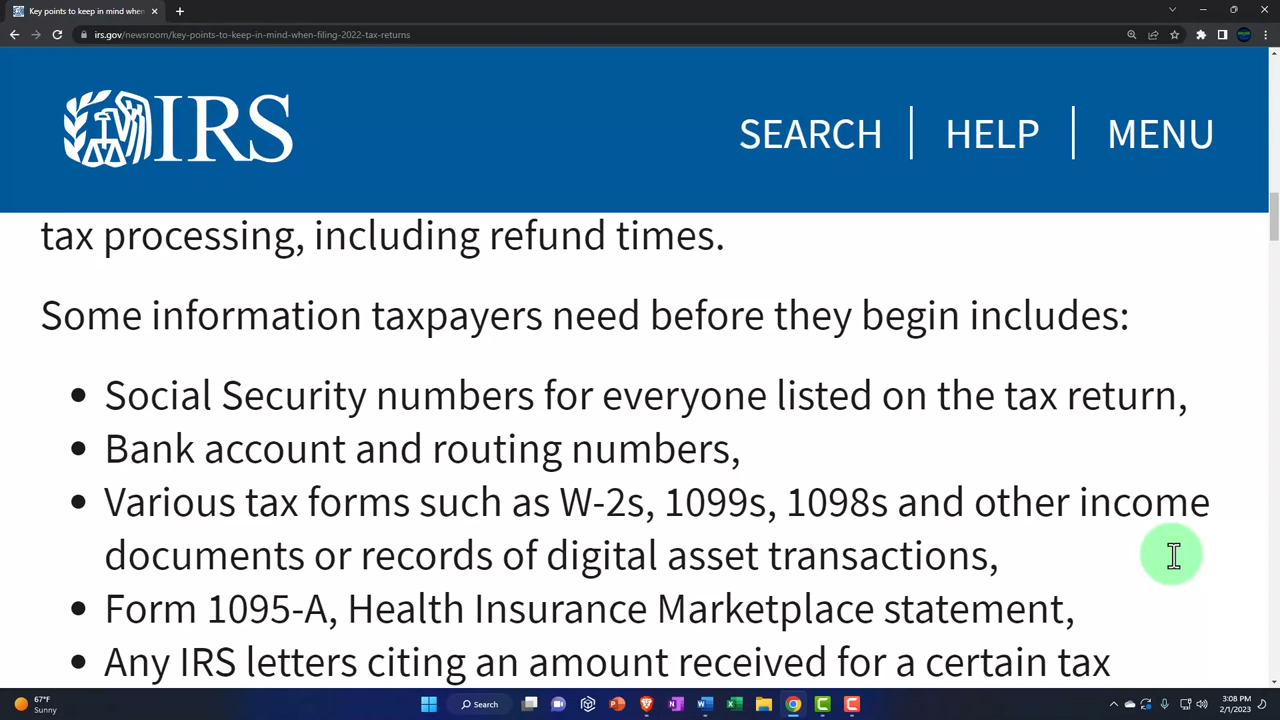 Key points to keep in mind when
irs.gov/newsroom/key-points-to-keep-in-mind-when-filing-2022-tax-returns
IRS
SEARCH
HELP
MENU
tax processing, including refund times.
Some information taxpayers need before they begin includes:
• Social Security numbers for everyone listed on the tax return,
• Bank account and routing numbers,
• Various tax forms such as W-2s, 1099s, 1098s and other income
documents or records of digital asset transactions,
• Form 1095-A, Health Insurance Marketplace statement,
• Any IRS letters citing an amount received for a certain tax
67°F
Sunny
Search
3:08 PM
2/1/2023